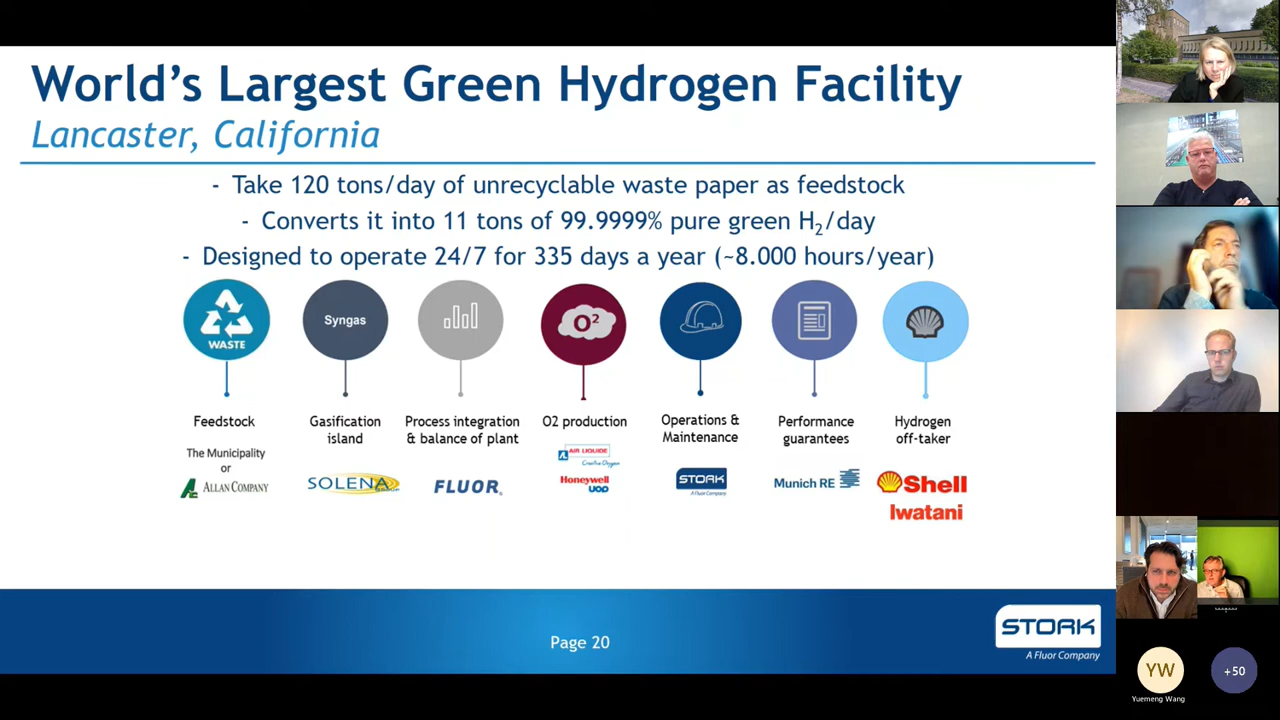 World's Largest Green Hydrogen Facility
Lancaster, California
- Take 120 tons/day of unrecyclable waste paper as feedstock
- Converts it into 11 tons of 99.9999% pure green H2/day
- Designed to operate 24/7 for 335 days a year (~8.000 hours/year)
WASTE
Syngas
O²
Feedstock
The Municipality
or
ALLAN COMPANY
Gasification
island
SOLENA Group
Process integration
& balance of plant
FLUOR.
O2 production
AIR LIQUIDE
Creative Oxygen
Honeywell
UOP
Operations &
Maintenance
STORK
A Fluor Company
Performance
guarantees
Munich RE
Hydrogen
off-taker
Shell
Iwatani
Page 20
STORK
A Fluor Company
YW
Yuemeng Wang
+50